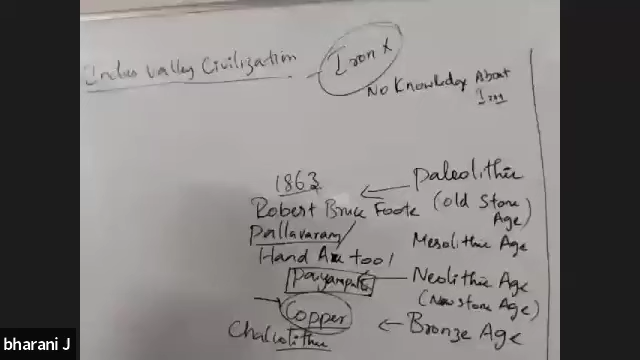 Indus Valley Civilization
Iron x
No Knowledge About
Iron
1863
Paleolithic
(old Stone
Age)
Robert Bruce Foote
Pallavaram
Mesolithic Age
Hand Axe tool
Paiyampalli
Neolithic Age
(New stone Age)
Copper
Bronze Age
Chalcolithic
bharani J